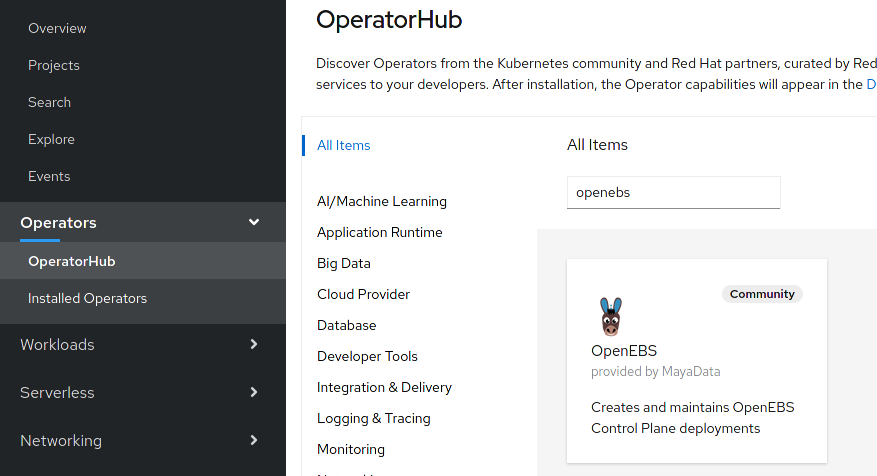 Overview
Projects
Search
Explore
Events
Operators
OperatorHub
Installed Operators
Workloads
Serverless
Networking
OperatorHub
Discover Operators from the Kubernetes community and Red Hat partners, curated by Red
services to your developers. After installation, the Operator capabilities will appear in the D
All Items
AI/Machine Learning
Application Runtime
Big Data
Cloud Provider
Database
Developer Tools
Integration & Delivery
Logging & Tracing
Monitoring
All Items
openebs
Community
OpenEBS
provided by MayaData
Creates and maintains OpenEBS
Control Plane deployments